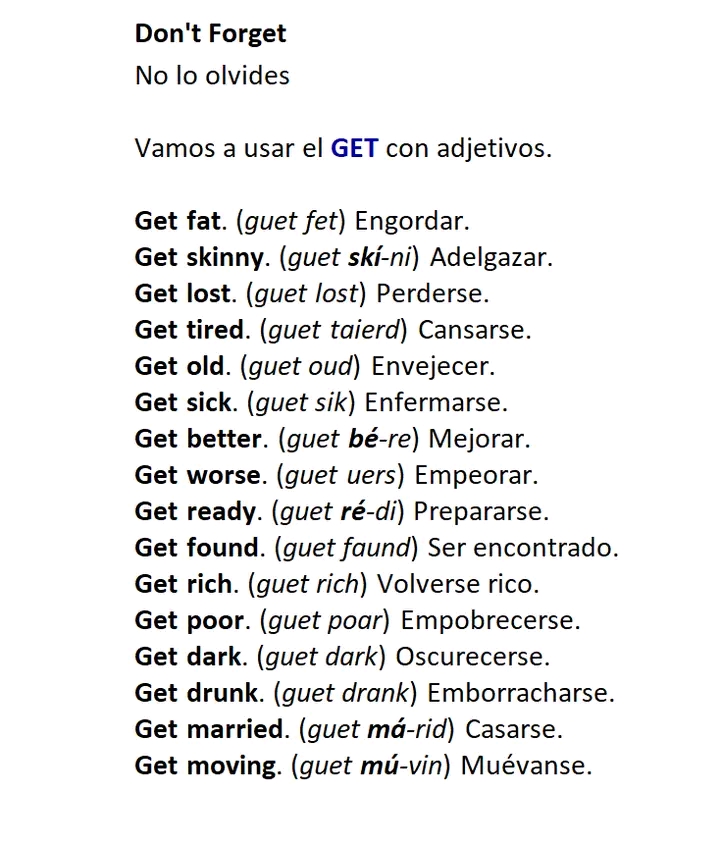 Don't Forget
No lo olvides
Vamos a usar el GET con adjetivos.
Get fat. (guet fet) Engordar.
Get skinny. (guet skí-ni) Adelgazar.
Get lost. (guet lost) Perderse.
Get tired. (guet taierd) Cansarse.
Get old. (guet oud) Envejecer.
Get sick. (guet sik) Enfermarse.
Get better. (guet bé-re) Mejorar.
Get worse. (guet uers) Empeorar.
Get ready. (guet ré-di) Prepararse.
Get found. (guet faund) Ser encontrado.
Get rich. (guet rich) Volverse rico.
Get poor. (guet poar) Empobrecerse.
Get dark. (guet dark) Oscurecerse.
Get drunk. (guet drank) Emborracharse.
Get married. (guet má-rid) Casarse.
Get moving. (guet mú-vin) Muévanse.